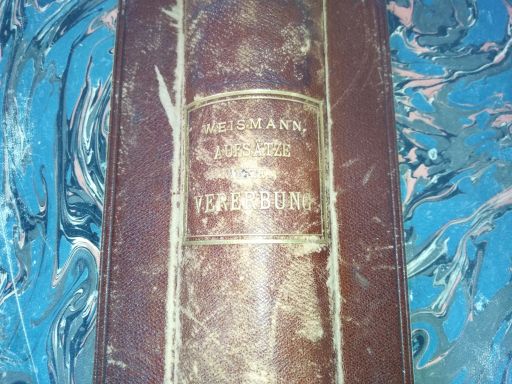 WEISMANN,
AUFSÄTZE
VERERBUNG